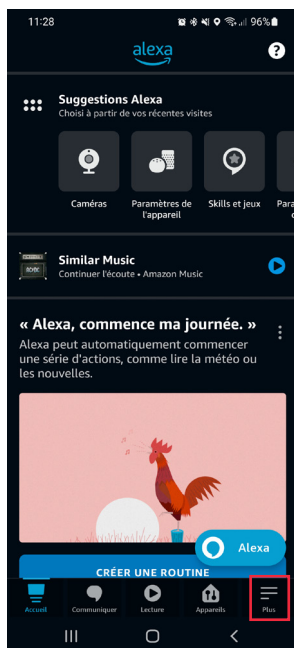 11:28
96%
alexa
?
Suggestions Alexa
Choisi à partir de vos récentes visites
Caméras
Paramètres de
l'appareil
Skills et jeux
Para
Similar Music
Continuer l'écoute • Amazon Music
« Alexa, commence ma journée. »
Alexa peut automatiquement commencer
une série d'actions, comme lire la météo ou
les nouvelles.
Alexa
CRÉER UNE ROUTINE
Accueil
Communiquer
Lecture
Appareils
Plus